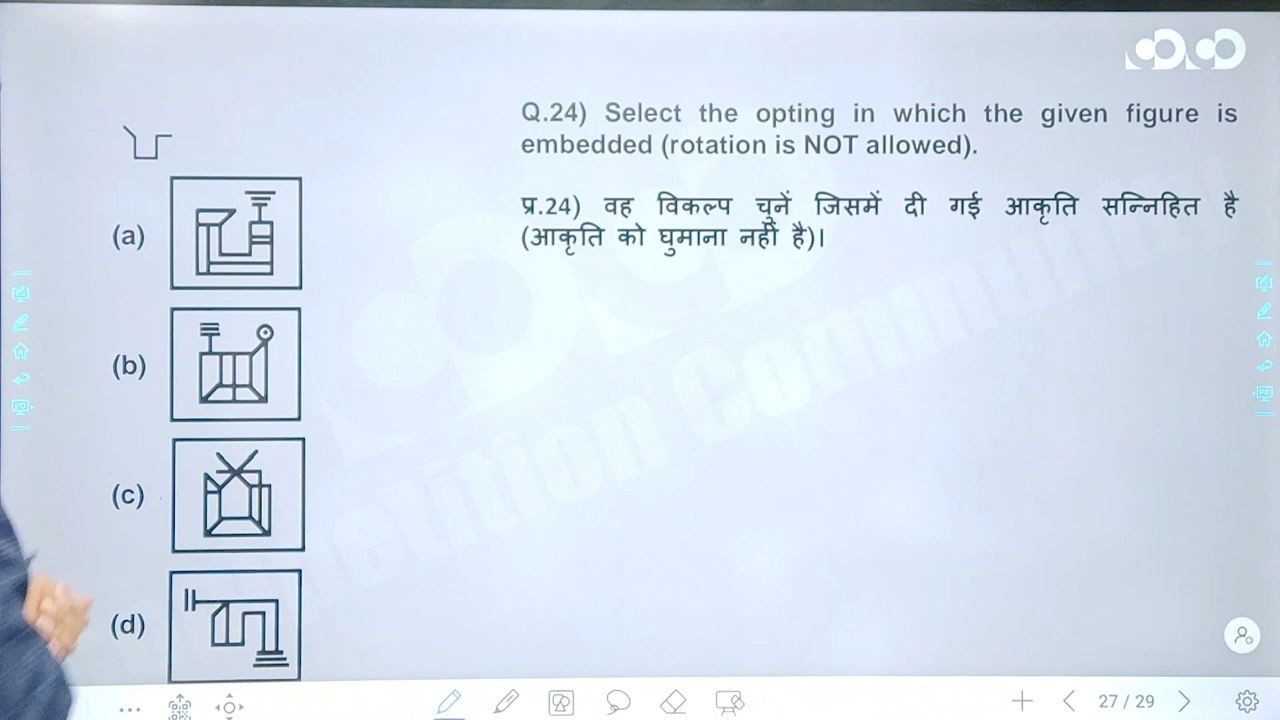 Q.24) Select the opting in which the given figure is
embedded (rotation is NOT allowed).
प्र.24) वह विकल्प चुनें जिसमें दी गई आकृति सन्निहित है
(आकृति को घुमाना नहीं है)।
(a)
(b)
(c)
(d)
27 / 29